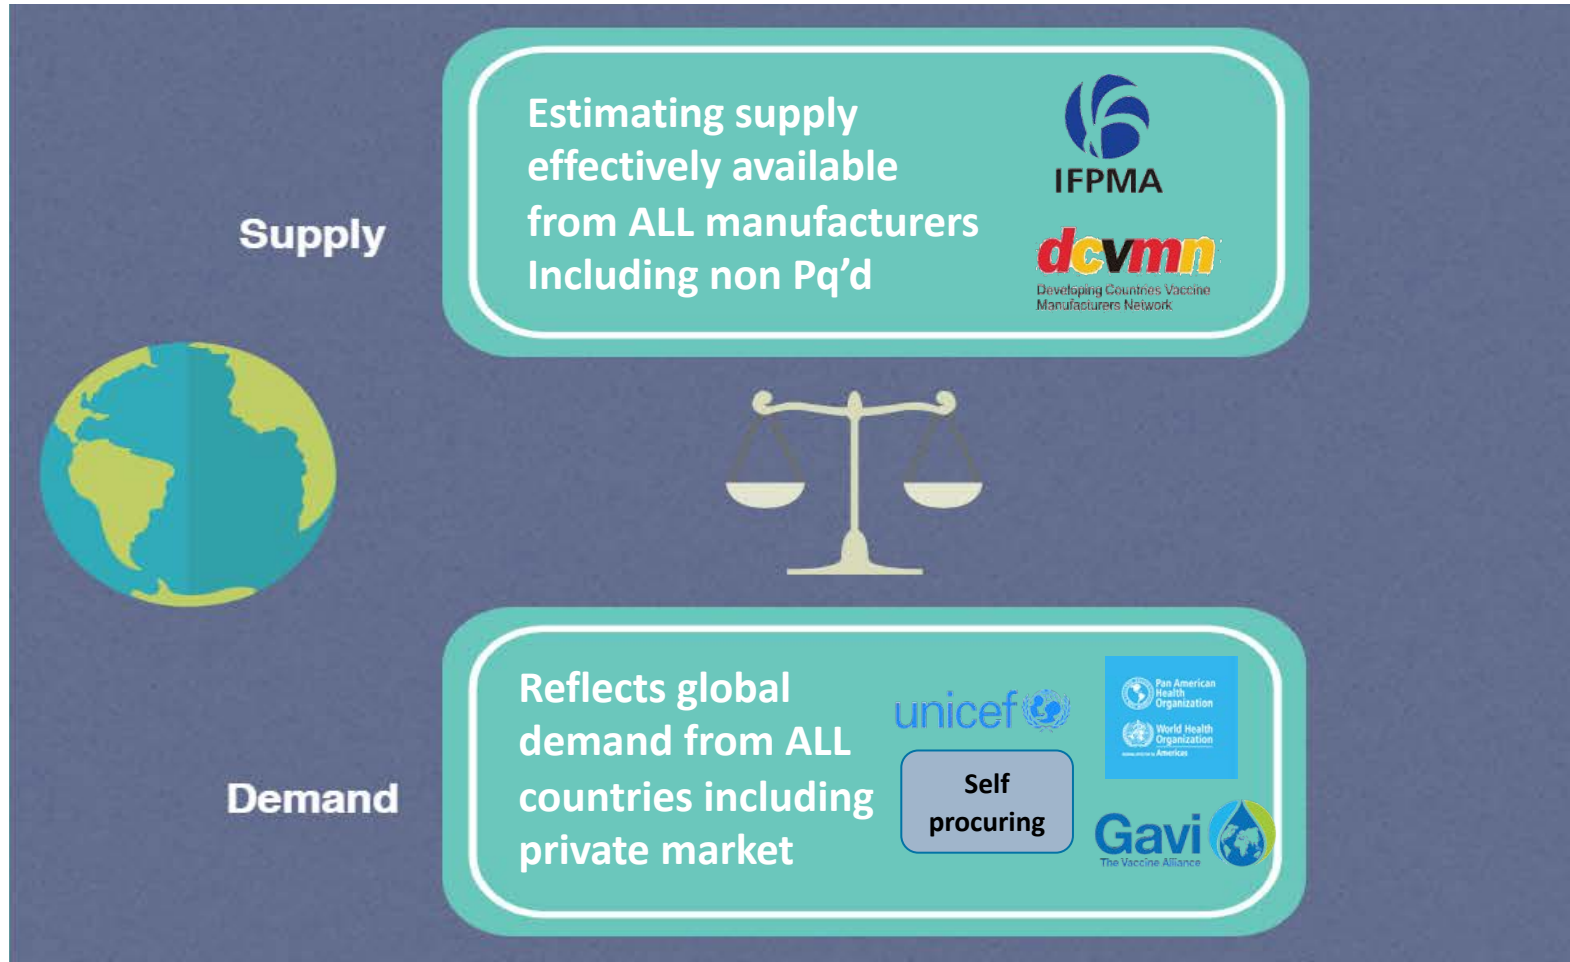 Supply
Estimating supply
effectively available
from ALL manufacturers
Including non Pq’d
IFPMA
dcvmn
Developing Countries Vaccine
Manufacturers Network
Demand
Reflects global
demand from ALL
countries including
private market
unicef
Self
procuring
Pan American
Health
Organization
World Health
Organization
Americas
Gavi
The Vaccine Alliance